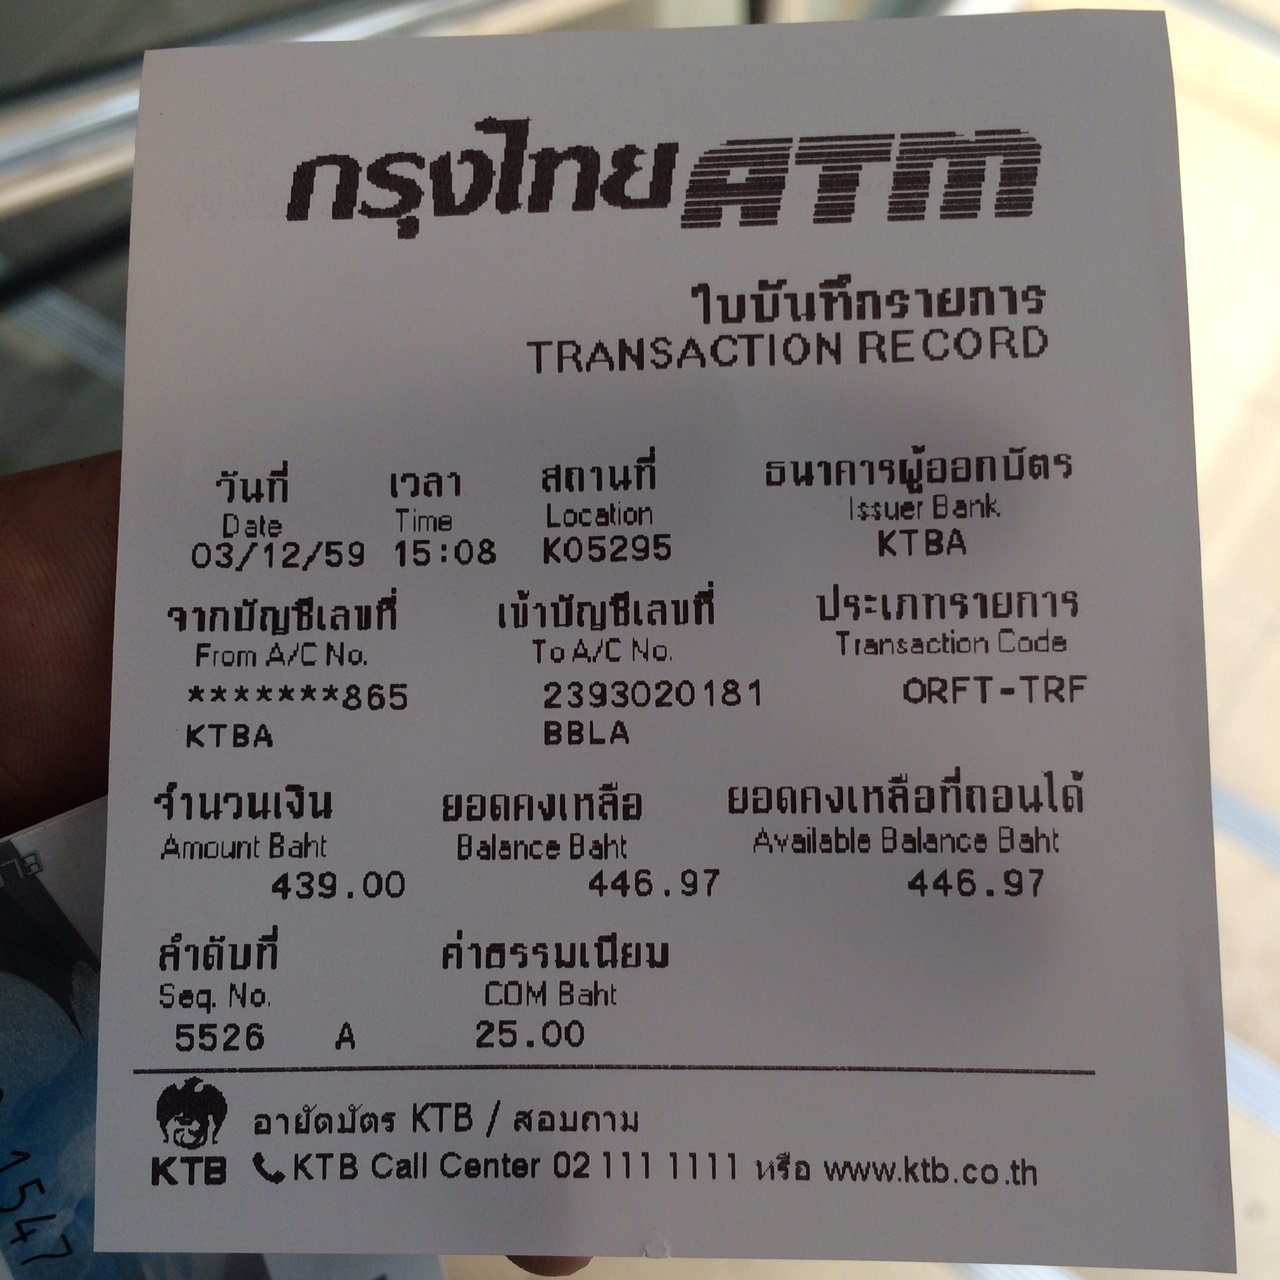 กรุงไทย ATM
ใบบันทึกรายการ
TRANSACTION RECORD
วันที่ เวลา สถานที่ ธนาคารผู้ออกบัตร
Date Time Location Issuer Bank
03/12/59 15:08 K05295 KTBA
จากบัญชีเลขที่ เข้าบัญชีเลขที่ ประเภทรายการ
From A/C No. To A/C No. Transaction Code
*******865 2393020181 ORFT-TRF
KTBA BBLA
จำนวนเงิน ยอดคงเหลือ ยอดคงเหลือที่ถอนได้
Amount Baht Balance Baht Available Balance Baht
439.00 446.97 446.97
ลำดับที่ ค่าธรรมเนียม
Seq. No. COM Baht
5526 A 25.00
อายัดบัตร KTB / สอบถาม
KTB KTB Call Center 02 111 1111 หรือ www.ktb.co.th
1547